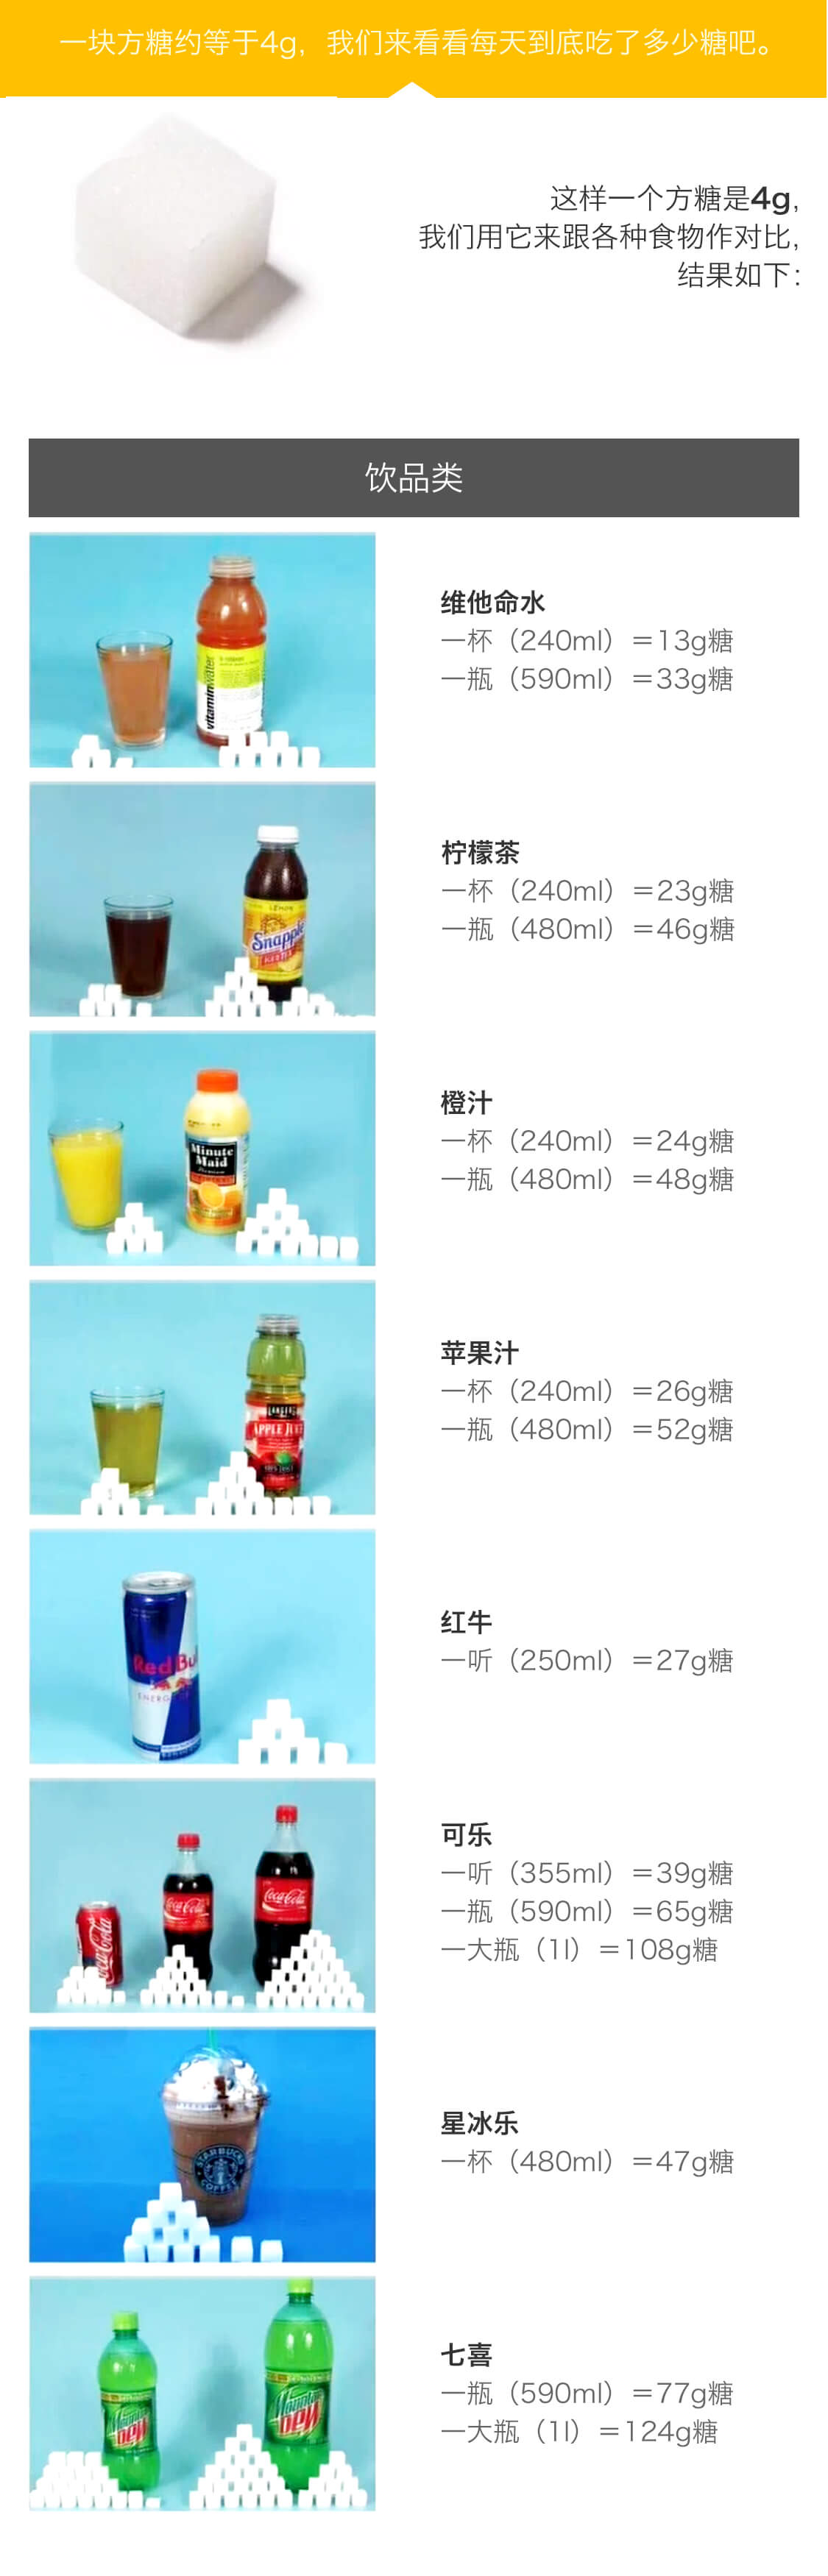 一块方糖约等于4g，我们来看看每天到底吃了多少糖吧。
这样一个方糖是4g，
我们用它来跟各种食物作对比，
结果如下：
饮品类
vitaminwater
维他命水
一杯（240ml）＝13g糖
一瓶（590ml）＝33g糖
LEMON
Snapple
柠檬茶
一杯（240ml）＝23g糖
一瓶（480ml）＝46g糖
Minute
Maid
Premium
橙汁
一杯（240ml）＝24g糖
一瓶（480ml）＝48g糖
APPLE JUICE
苹果汁
一杯（240ml）＝26g糖
一瓶（480ml）＝52g糖
Red Bu
ENERG
红牛
一听（250ml）＝27g糖
Coca-Cola
Coca-Cola
Coca-Cola
可乐
一听（355ml）＝39g糖
一瓶（590ml）＝65g糖
一大瓶（1l）＝108g糖
STARBUCKS
COFFEE
星冰乐
一杯（480ml）＝47g糖
Mountain
DEW
Mountain
DEW
七喜
一瓶（590ml）＝77g糖
一大瓶（1l）＝124g糖